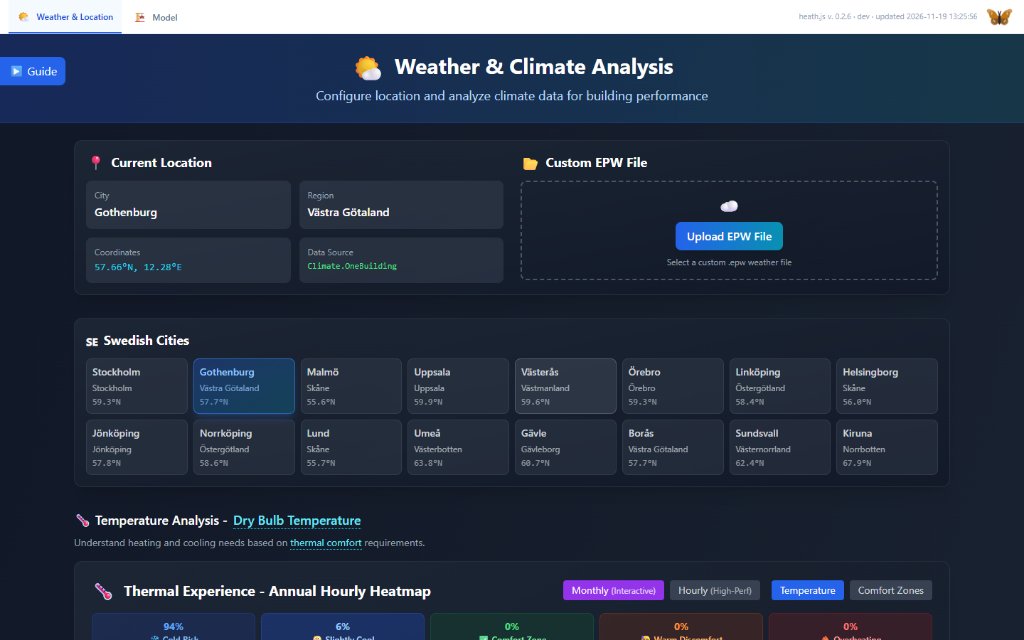 Weather & Location
Model
heath.js v. 0.2.6 - dev - updated 2026-11-19 13:25:56
Guide
Weather & Climate Analysis
Configure location and analyze climate data for building performance
Current Location
City
Gothenburg
Region
Västra Götaland
Coordinates
57.66°N, 12.28°E
Data Source
Climate.OneBuilding
Custom EPW File
Upload EPW File
Select a custom .epw weather file
SE Swedish Cities
Stockholm
Stockholm
59.3°N
Gothenburg
Västra Götaland
57.7°N
Malmö
Skåne
55.6°N
Uppsala
Uppsala
59.9°N
Västerås
Västmanland
59.6°N
Örebro
Örebro
59.3°N
Linköping
Östergötland
58.4°N
Helsingborg
Skåne
56.0°N
Jönköping
Jönköping
57.8°N
Norrköping
Östergötland
58.6°N
Lund
Skåne
55.7°N
Umeå
Västerbotten
63.8°N
Gävle
Gävleborg
60.7°N
Borås
Västra Götaland
57.7°N
Sundsvall
Västernorrland
62.4°N
Kiruna
Norrbotten
67.9°N
Temperature Analysis - Dry Bulb Temperature
Understand heating and cooling needs based on thermal comfort requirements.
Thermal Experience - Annual Hourly Heatmap
Monthly (Interactive)
Hourly (High-Perf)
Temperature
Comfort Zones
94%
Cold Risk
6%
Slightly Cool
0%
Comfort Zone
0%
Warm Discomfort
0%
Overheating